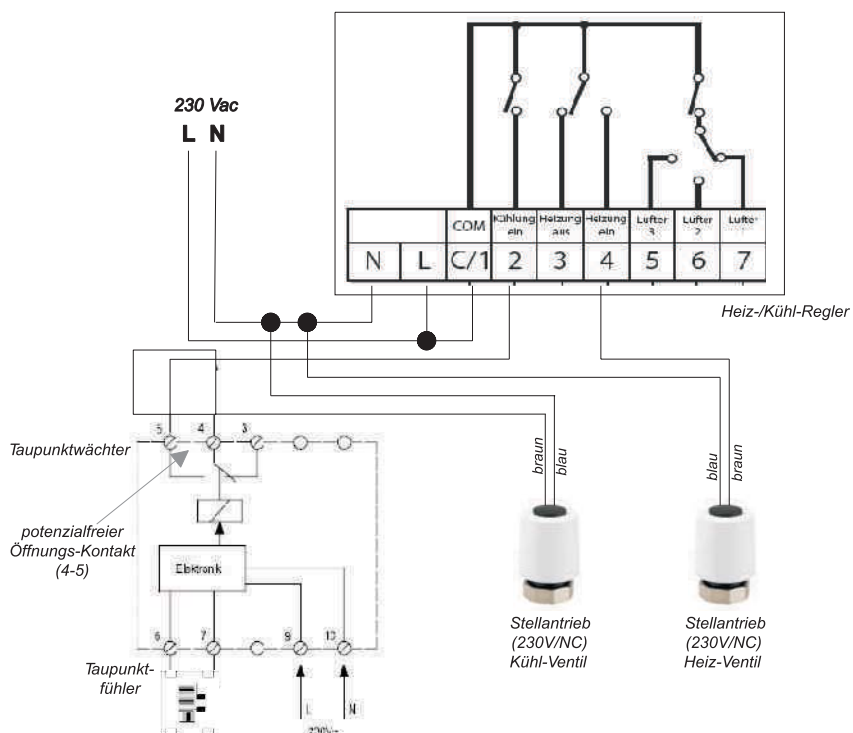 230 Vac
L N
COM
Kühlung ein
Heizung aus
Heizung ein
Lüfter 3
Lüfter 2
Lüfter
N L C/1 2 3 4 5 6 7
Heiz-/Kühl-Regler
5 4 3
Taupunktwächter
potenzialfreier
Öffnungs-Kontakt
(4-5)
Elektronik
6 7 9 10
Taupunkt-
fühler
L N
230V~
braun
blau
blau
braun
Stellantrieb
(230V/NC)
Kühl-Ventil
Stellantrieb
(230V/NC)
Heiz-Ventil